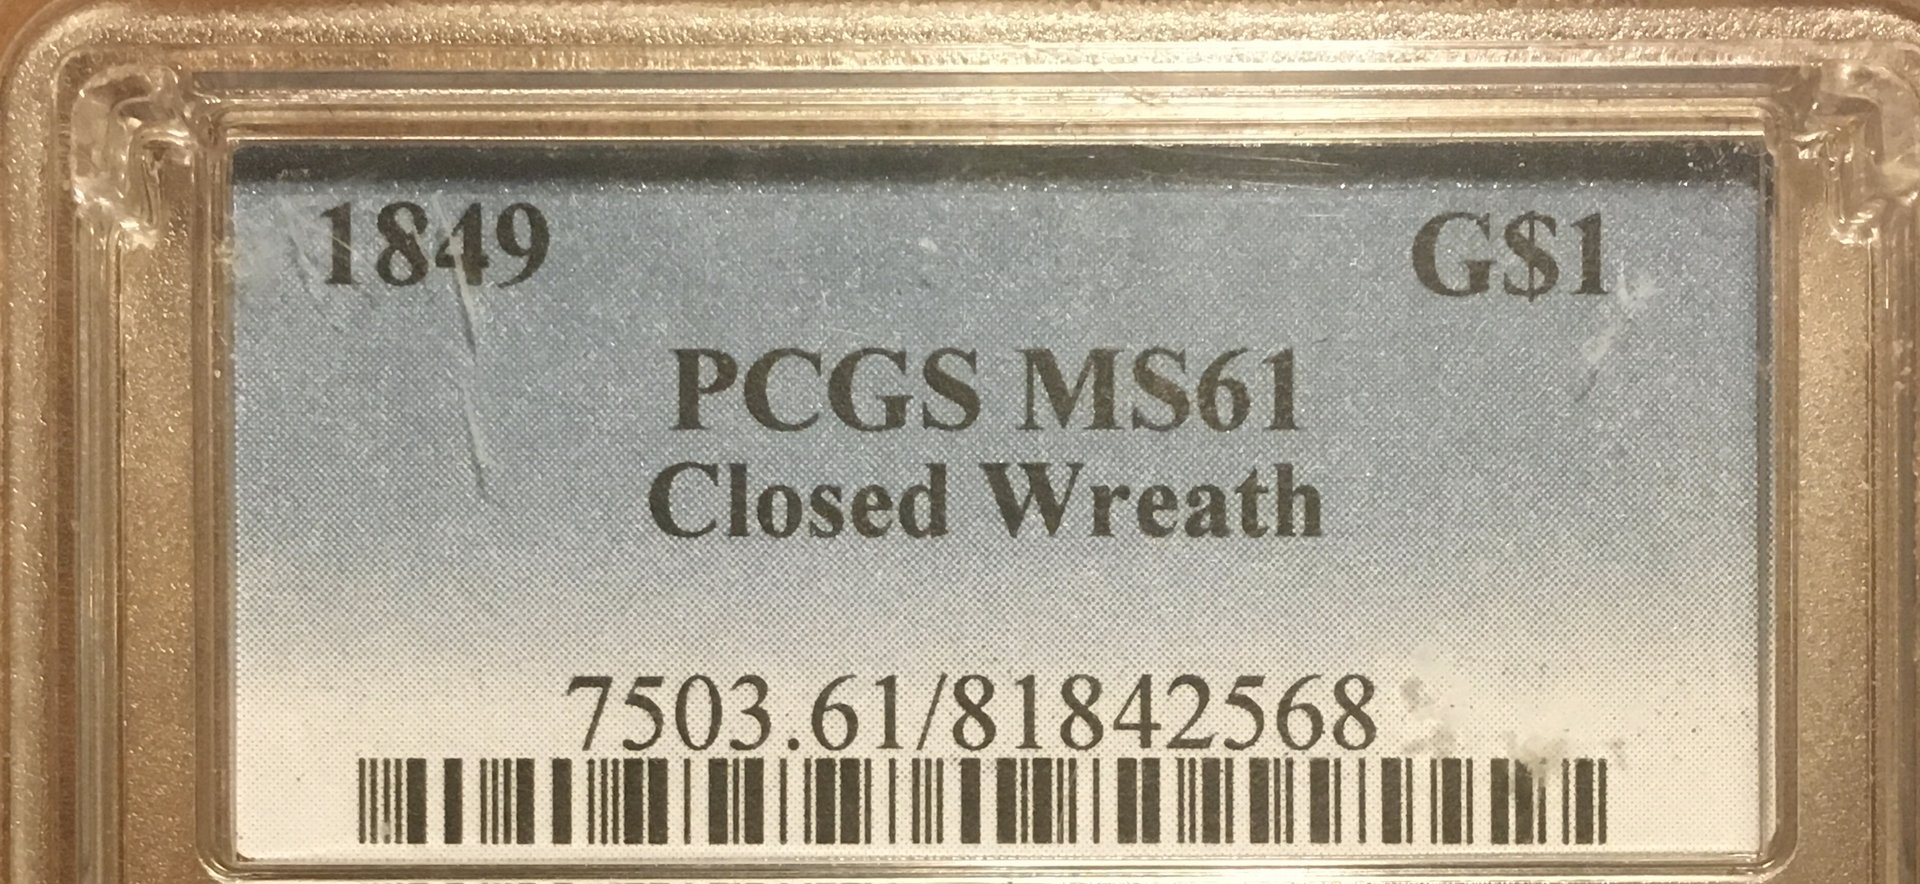 1849 G$1
PCGS MS61
Closed Wreath
7503.61/81842568